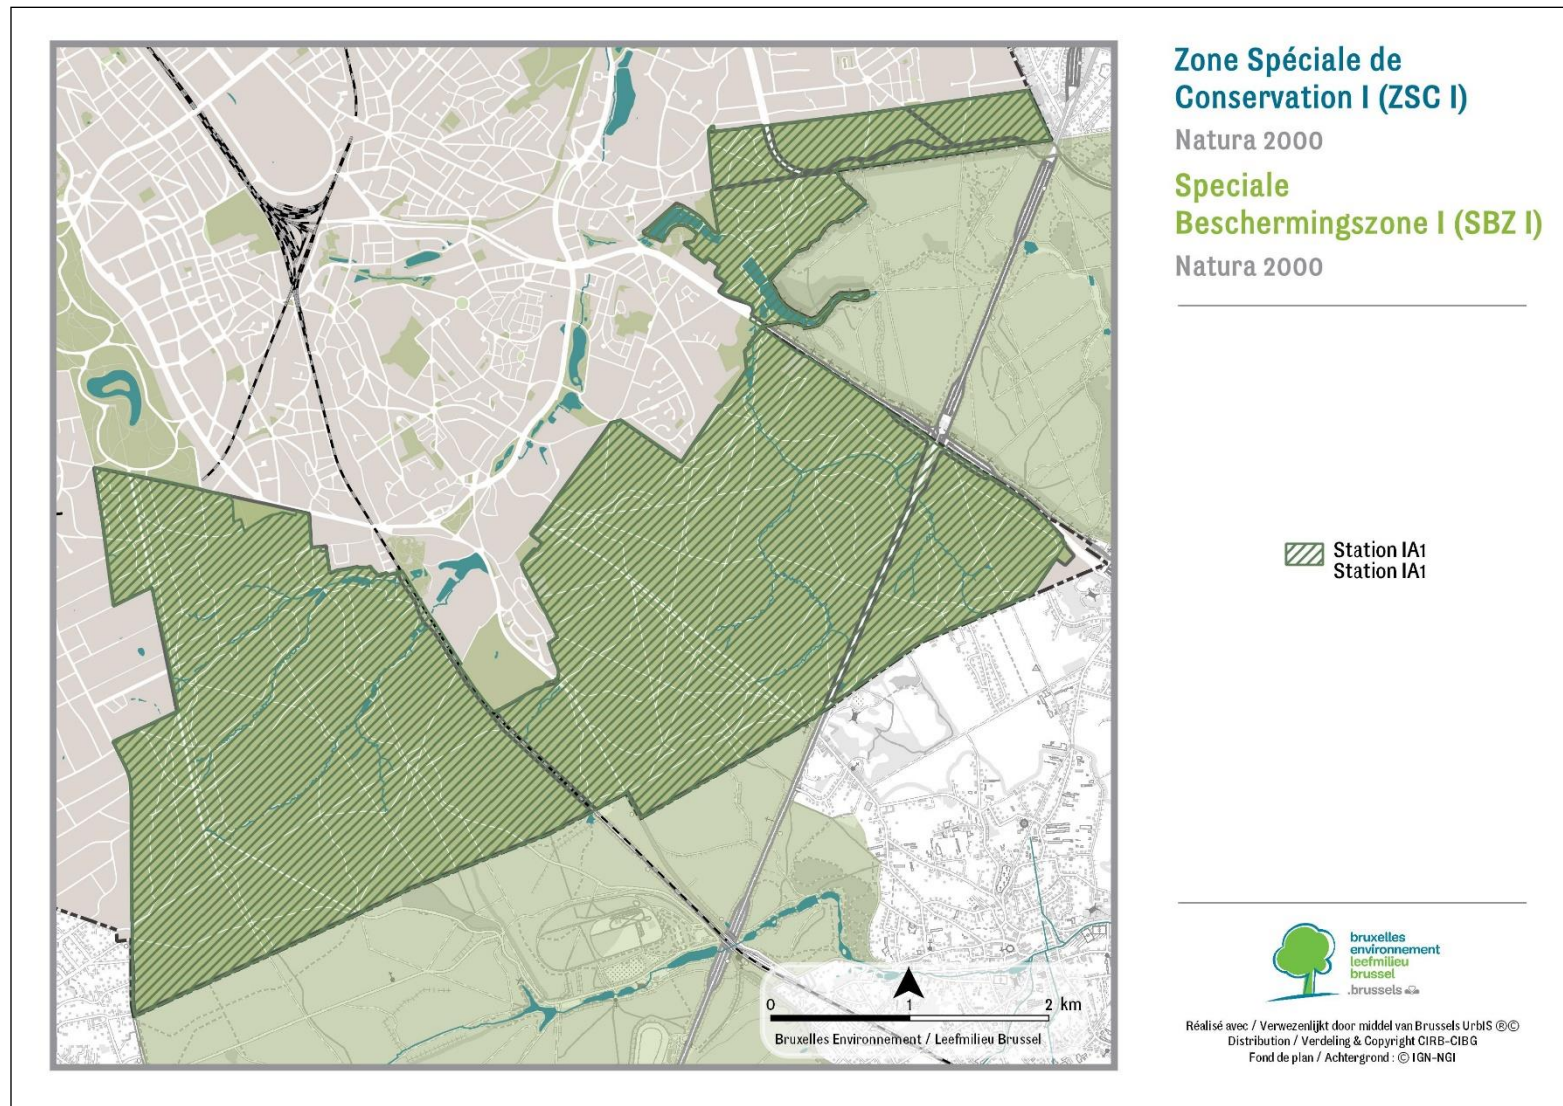 Zone Spéciale de
Conservation I (ZSC I)
Natura 2000
Speciale
Beschermingszone I (SBZ I)
Natura 2000
Station IA1
Station IA1
0 1 2 km
Bruxelles Environnement / Leefmilieu Brussel
bruxelles
environnement
leefmilieu
brussel
.brussels
Réalisé avec / Verwezenlijkt door middel van Brussels UrbIS ®©
Distribution / Verdeling & Copyright CIRB-CIBG
Fond de plan / Achtergrond : © IGN-NGI